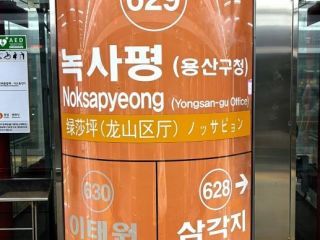 AED
629
녹사평 (용산구청)
Noksapyeong (Yongsan-gu Office)
绿莎坪(龙山区厅) ノッサピョン
630 628 →
이태원 삼각지